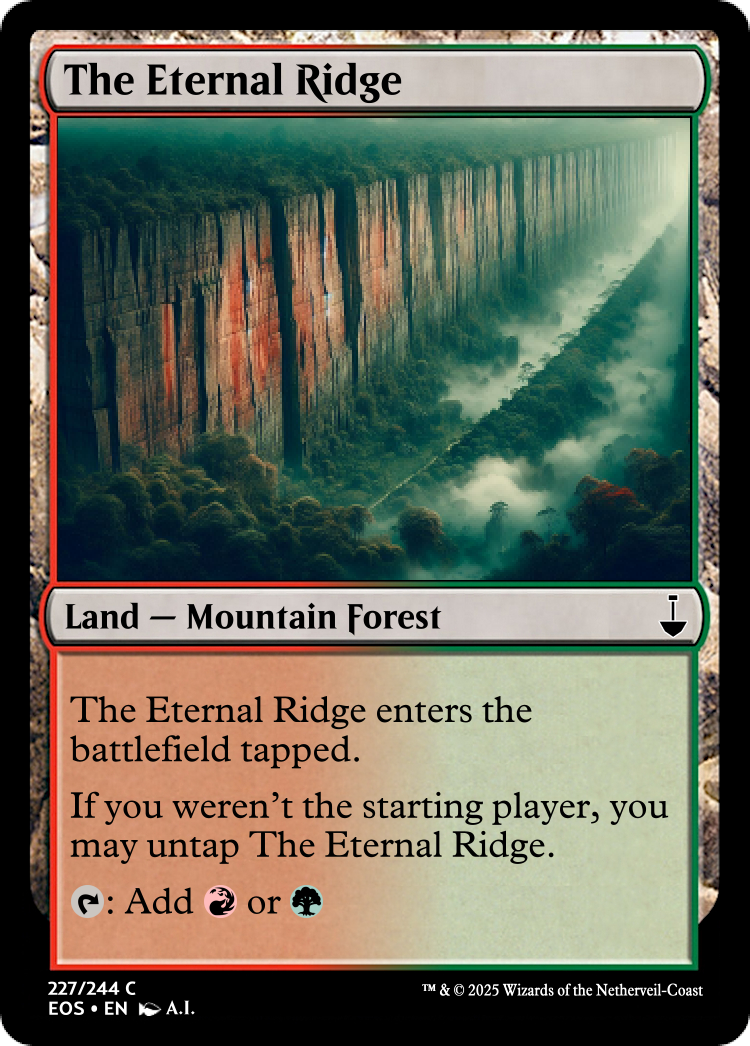 The Eternal Ridge
Land — Mountain Forest
The Eternal Ridge enters the
battlefield tapped.
If you weren't the starting player, you
may untap The Eternal Ridge.
: Add or
227/244 C
EOS • EN A.I.
™ & © 2025 Wizards of the Netherveil-Coast